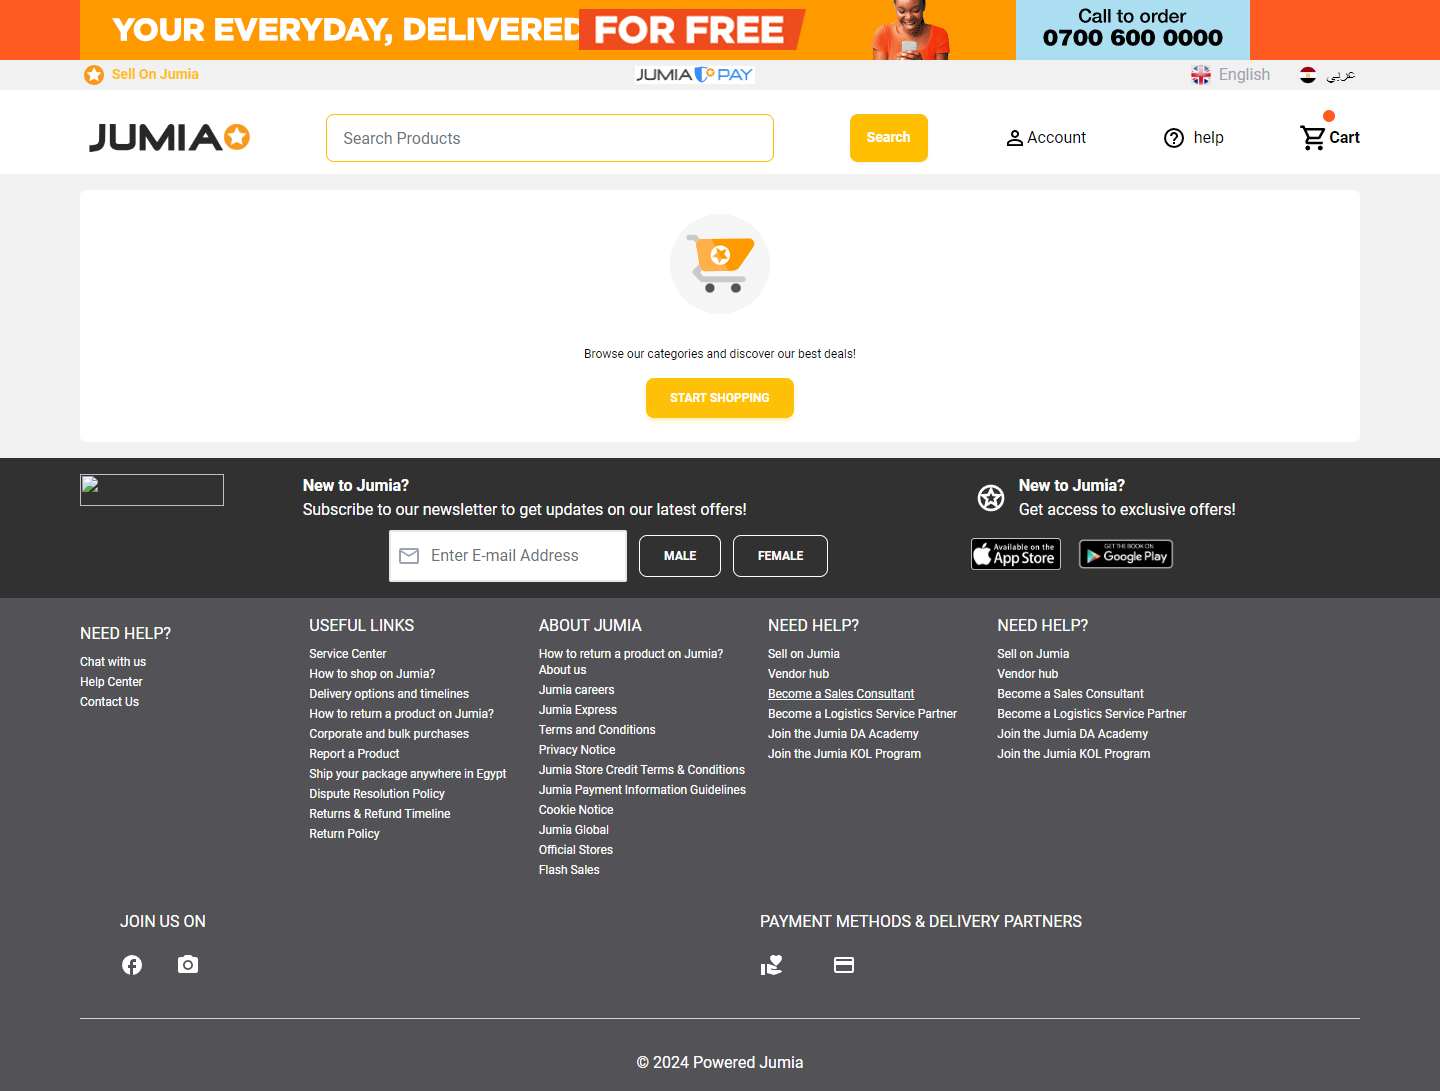 YOUR EVERYDAY, DELIVERED FOR FREE
Call to order
0700 600 0000
Sell On Jumia
JUMIA PAY
English
عربي
JUMIA
Search Products
Search
Account
help
Cart
Browse our categories and discover our best deals!
START SHOPPING
New to Jumia?
Subscribe to our newsletter to get updates on our latest offers!
Enter E-mail Address
MALE
FEMALE
New to Jumia?
Get access to exclusive offers!
Available on the
App Store
GET THE BOOK ON
Google Play
NEED HELP?
Chat with us
Help Center
Contact Us
USEFUL LINKS
Service Center
How to shop on Jumia?
Delivery options and timelines
How to return a product on Jumia?
Corporate and bulk purchases
Report a Product
Ship your package anywhere in Egypt
Dispute Resolution Policy
Returns & Refund Timeline
Return Policy
ABOUT JUMIA
How to return a product on Jumia?
About us
Jumia careers
Jumia Express
Terms and Conditions
Privacy Notice
Jumia Store Credit Terms & Conditions
Jumia Payment Information Guidelines
Cookie Notice
Jumia Global
Official Stores
Flash Sales
NEED HELP?
Sell on Jumia
Vendor hub
Become a Sales Consultant
Become a Logistics Service Partner
Join the Jumia DA Academy
Join the Jumia KOL Program
NEED HELP?
Sell on Jumia
Vendor hub
Become a Sales Consultant
Become a Logistics Service Partner
Join the Jumia DA Academy
Join the Jumia KOL Program
JOIN US ON
PAYMENT METHODS & DELIVERY PARTNERS
© 2024 Powered Jumia